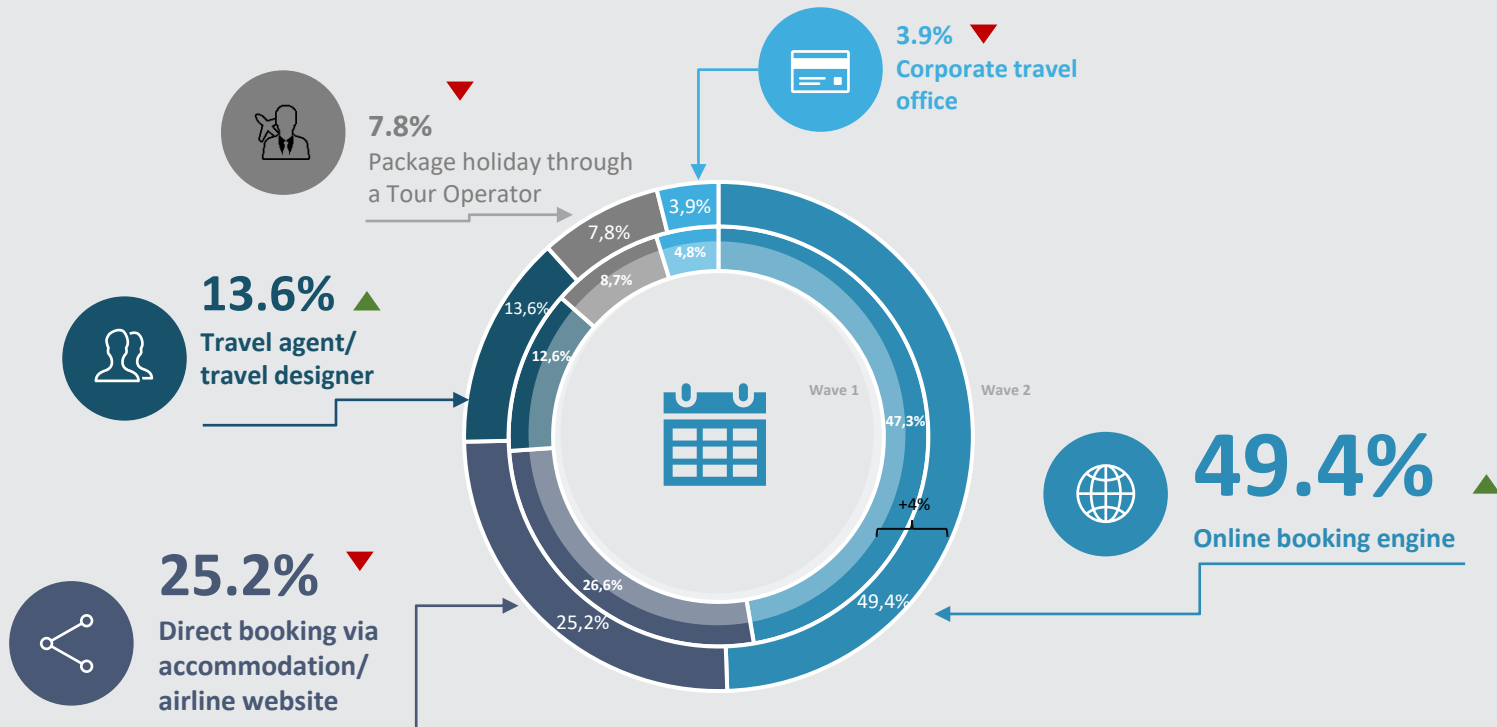 3.9%
Corporate travel
office
7.8%
Package holiday through
a Tour Operator
3,9%
7,8%
4,8%
8,7%
13.6%
Travel agent/
travel designer
13,6%
12,6%
Wave 1
Wave 2
47,3%
49.4%
Online booking engine
+4%
25.2%
Direct booking via
accommodation/
airline website
26,6%
25,2%
49,4%